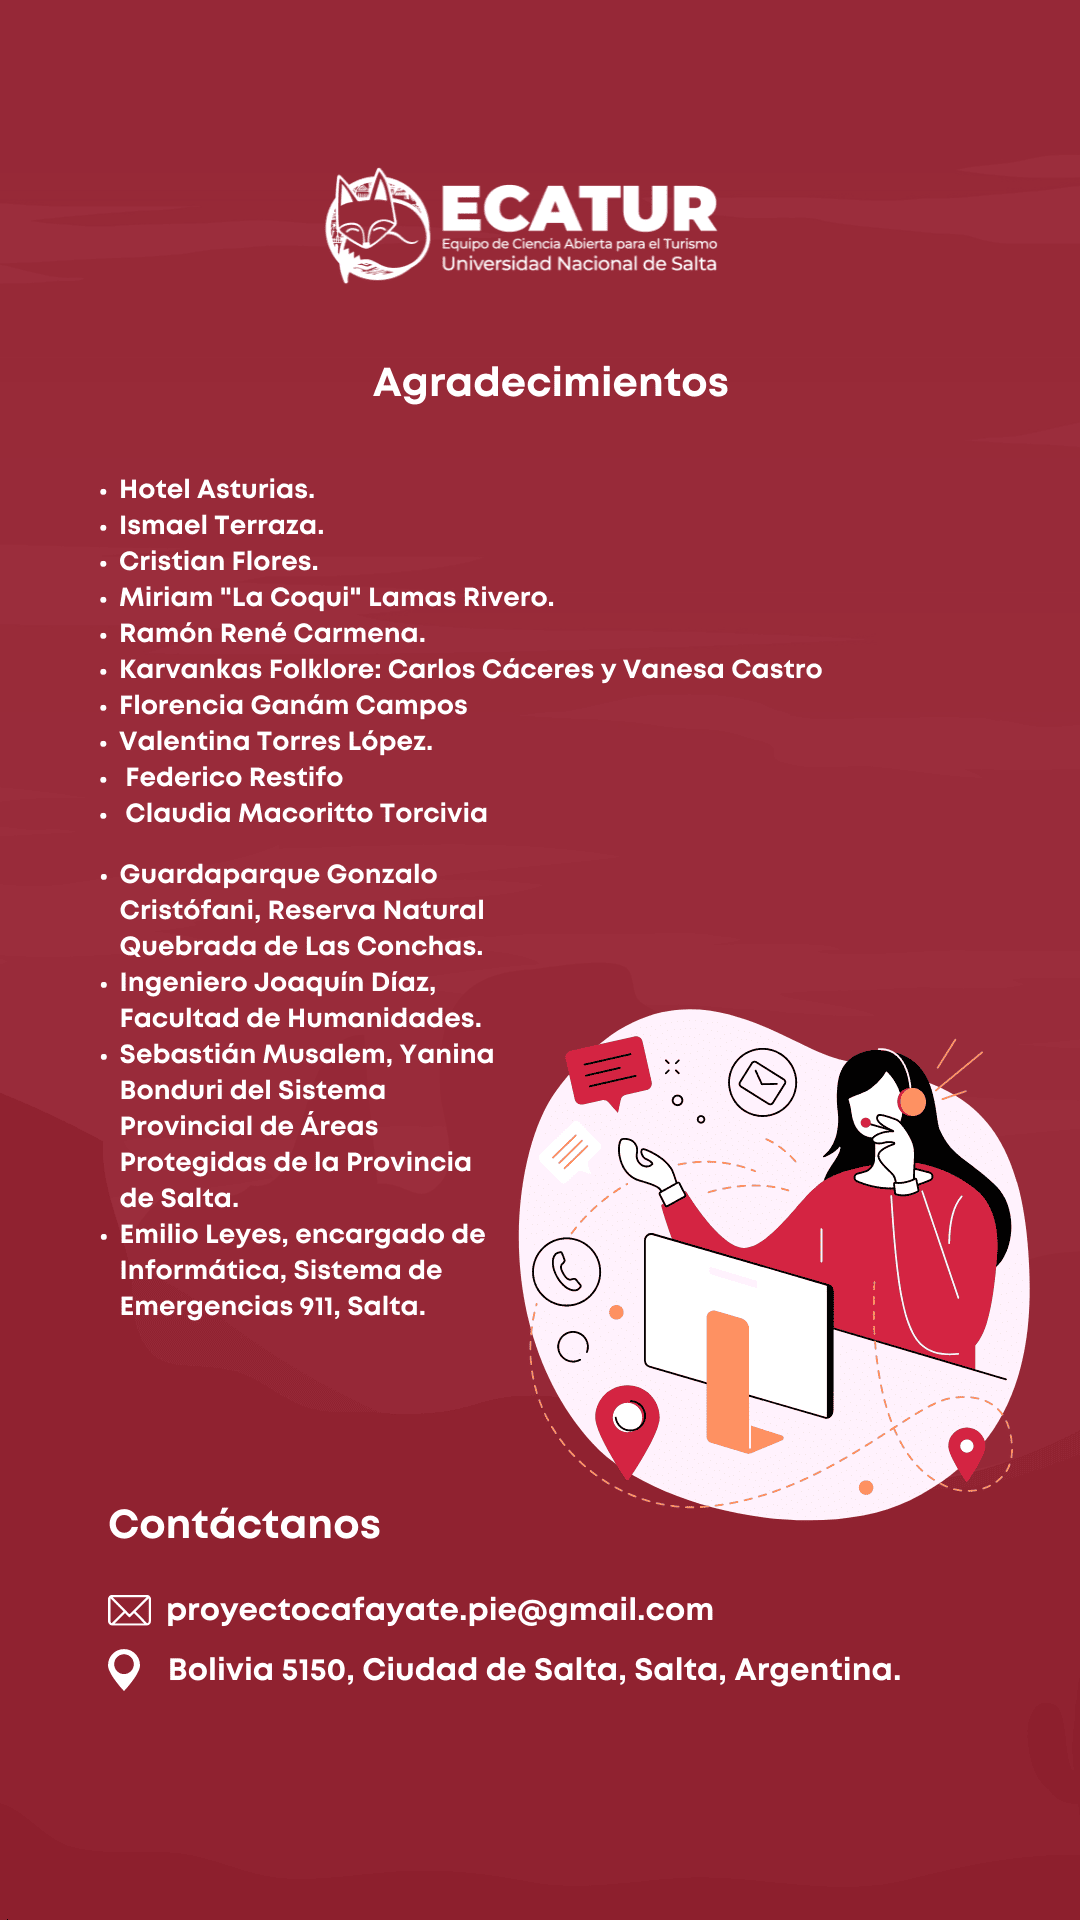 ECATUR
Equipo de Ciencia Abierta para el Turismo
Universidad Nacional de Salta
Agradecimientos
• Hotel Asturias.
• Ismael Terraza.
• Cristian Flores.
• Miriam "La Coqui" Lamas Rivero.
• Ramón René Carmena.
• Karvankas Folklore: Carlos Cáceres y Vanesa Castro
• Florencia Ganám Campos
• Valentina Torres López.
• Federico Restifo
• Claudia Macoritto Torcivia
• Guardaparque Gonzalo
Cristófani, Reserva Natural
Quebrada de Las Conchas.
• Ingeniero Joaquín Díaz,
Facultad de Humanidades.
• Sebastián Musalem, Yanina
Bonduri del Sistema
Provincial de Áreas
Protegidas de la Provincia
de Salta.
• Emilio Leyes, encargado de
Informática, Sistema de
Emergencias 911, Salta.
Contáctanos
proyectocafayate.pie@gmail.com
Bolivia 5150, Ciudad de Salta, Salta, Argentina.